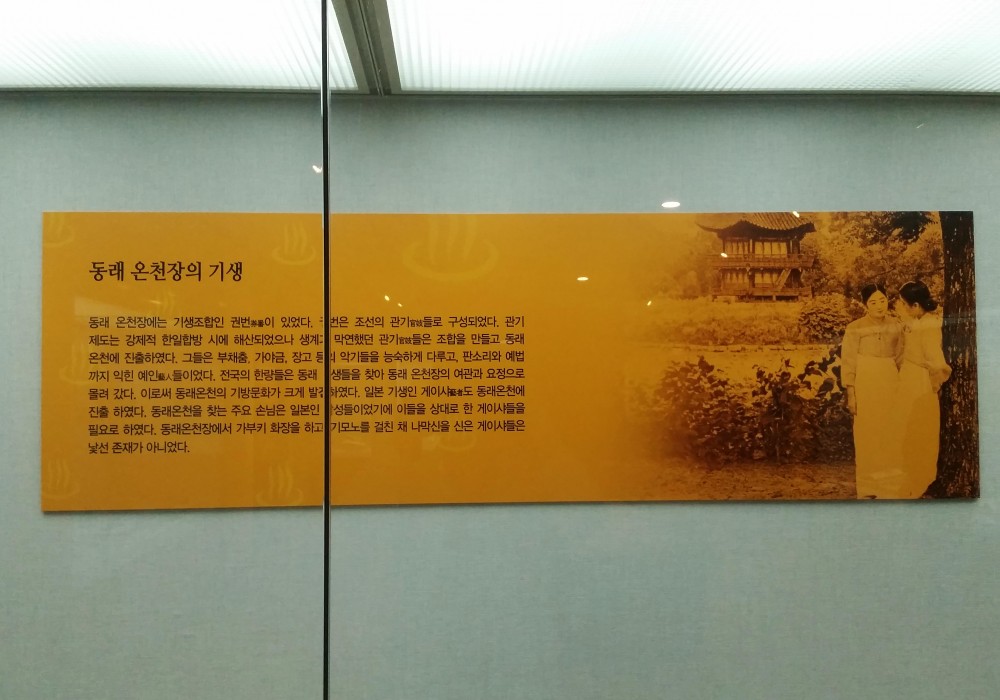 동래 온천장의 기생
동래 온천장에는 기생조합인 권번券番이 있었다. 번은 조선의 관기官妓들로 구성되었다. 관기
제도는 강제적 한일합방 시에 해산되었으나 생계가 막연했던 관기官妓들은 조합을 만들고 동래
온천에 진출하였다. 그들은 부채춤, 가야금, 장고 등의 악기들을 능숙하게 다루고, 판소리와 예법
까지 익힌 예인藝人들이었다. 전국의 한량들은 동래 생들을 찾아 동래 온천장의 여관과 요정으로
몰려 갔다. 이로써 동래온천의 기방문화가 크게 발전하였다. 일본 기생인 게이샤藝者도 동래온천에
진출 하였다. 동래온천을 찾는 주요 손님은 일본인 남성들이었기에 이들을 상대로 한 게이샤들을
필요로 하였다. 동래온천장에서 가부키 화장을 하고 기모노를 걸친 채 나막신을 신은 게이샤들은
낯선 존재가 아니었다.